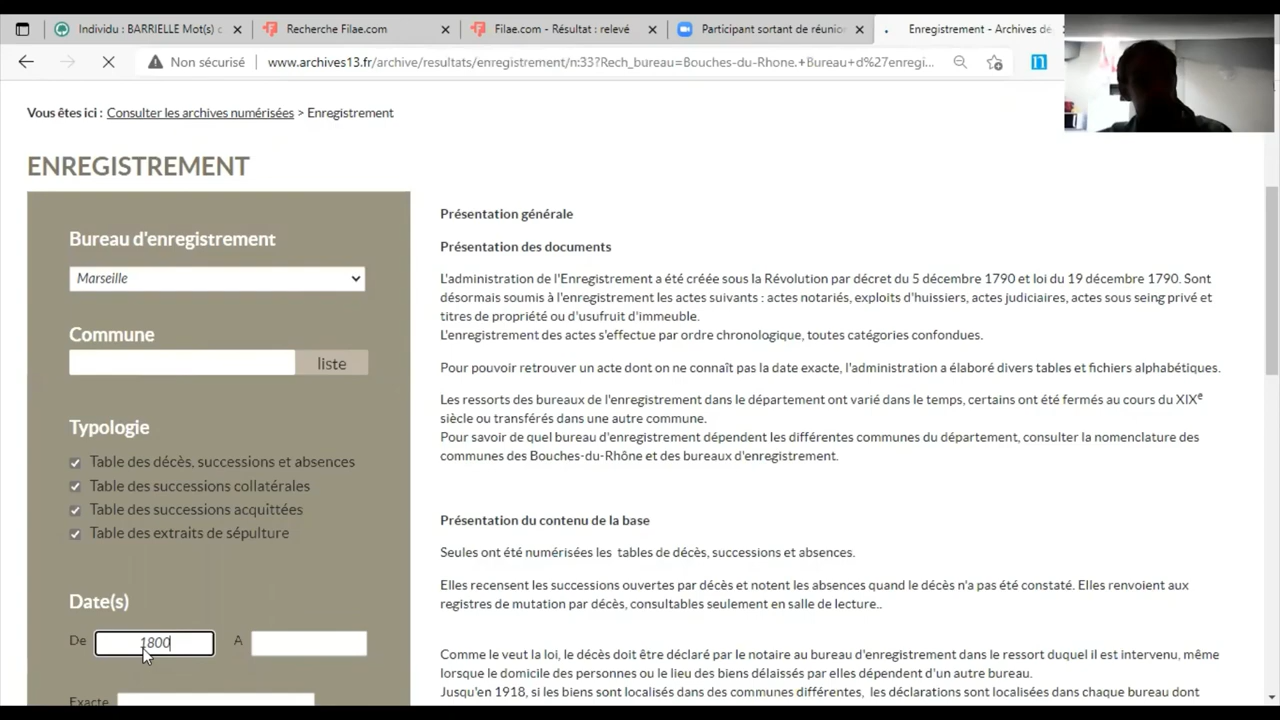 Individu : BARRIELLE Mot(s) c
Recherche Filae.com
Filae.com - Résultat : relevé
Participant sortant de réunion
Enregistrement - Archives dé
Non sécurisé
www.archives13.fr/archive/resultats/enregistrement/n:33?Rech_bureau=Bouches-du-Rhone.+Bureau+d%27enregi...
Vous êtes ici : Consulter les archives numérisées > Enregistrement
ENREGISTREMENT
Bureau d'enregistrement
Marseille
Commune
liste
Typologie
Table des décès, successions et absences
Table des successions collatérales
Table des successions acquittées
Table des extraits de sépulture
Date(s)
De 1800 A
Exacte
Présentation générale
Présentation des documents
L'administration de l'Enregistrement a été créée sous la Révolution par décret du 5 décembre 1790 et loi du 19 décembre 1790. Sont
désormais soumis à l'enregistrement les actes suivants : actes notariés, exploits d'huissiers, actes judiciaires, actes sous seing privé et
titres de propriété ou d'usufruit d'immeuble.
L'enregistrement des actes s'effectue par ordre chronologique, toutes catégories confondues.
Pour pouvoir retrouver un acte dont on ne connaît pas la date exacte, l'administration a élaboré divers tables et fichiers alphabétiques.
Les ressorts des bureaux de l'enregistrement dans le département ont varié dans le temps, certains ont été fermés au cours du XIXe
siècle ou transférés dans une autre commune.
Pour savoir de quel bureau d'enregistrement dépendent les différentes communes du département, consulter la nomenclature des
communes des Bouches-du-Rhône et des bureaux d'enregistrement.
Présentation du contenu de la base
Seules ont été numérisées les tables de décès, successions et absences.
Elles recensent les successions ouvertes par décès et notent les absences quand le décès n'a pas été constaté. Elles renvoient aux
registres de mutation par décès, consultables seulement en salle de lecture..
Comme le veut la loi, le décès doit être déclaré par le notaire au bureau d'enregistrement dans le ressort duquel il est intervenu, même
lorsque le domicile des personnes ou le lieu des biens délaissés par elles dépendent d'un autre bureau.
Jusqu'en 1918, si les biens sont localisés dans des communes différentes, les déclarations sont localisées dans chaque bureau dont